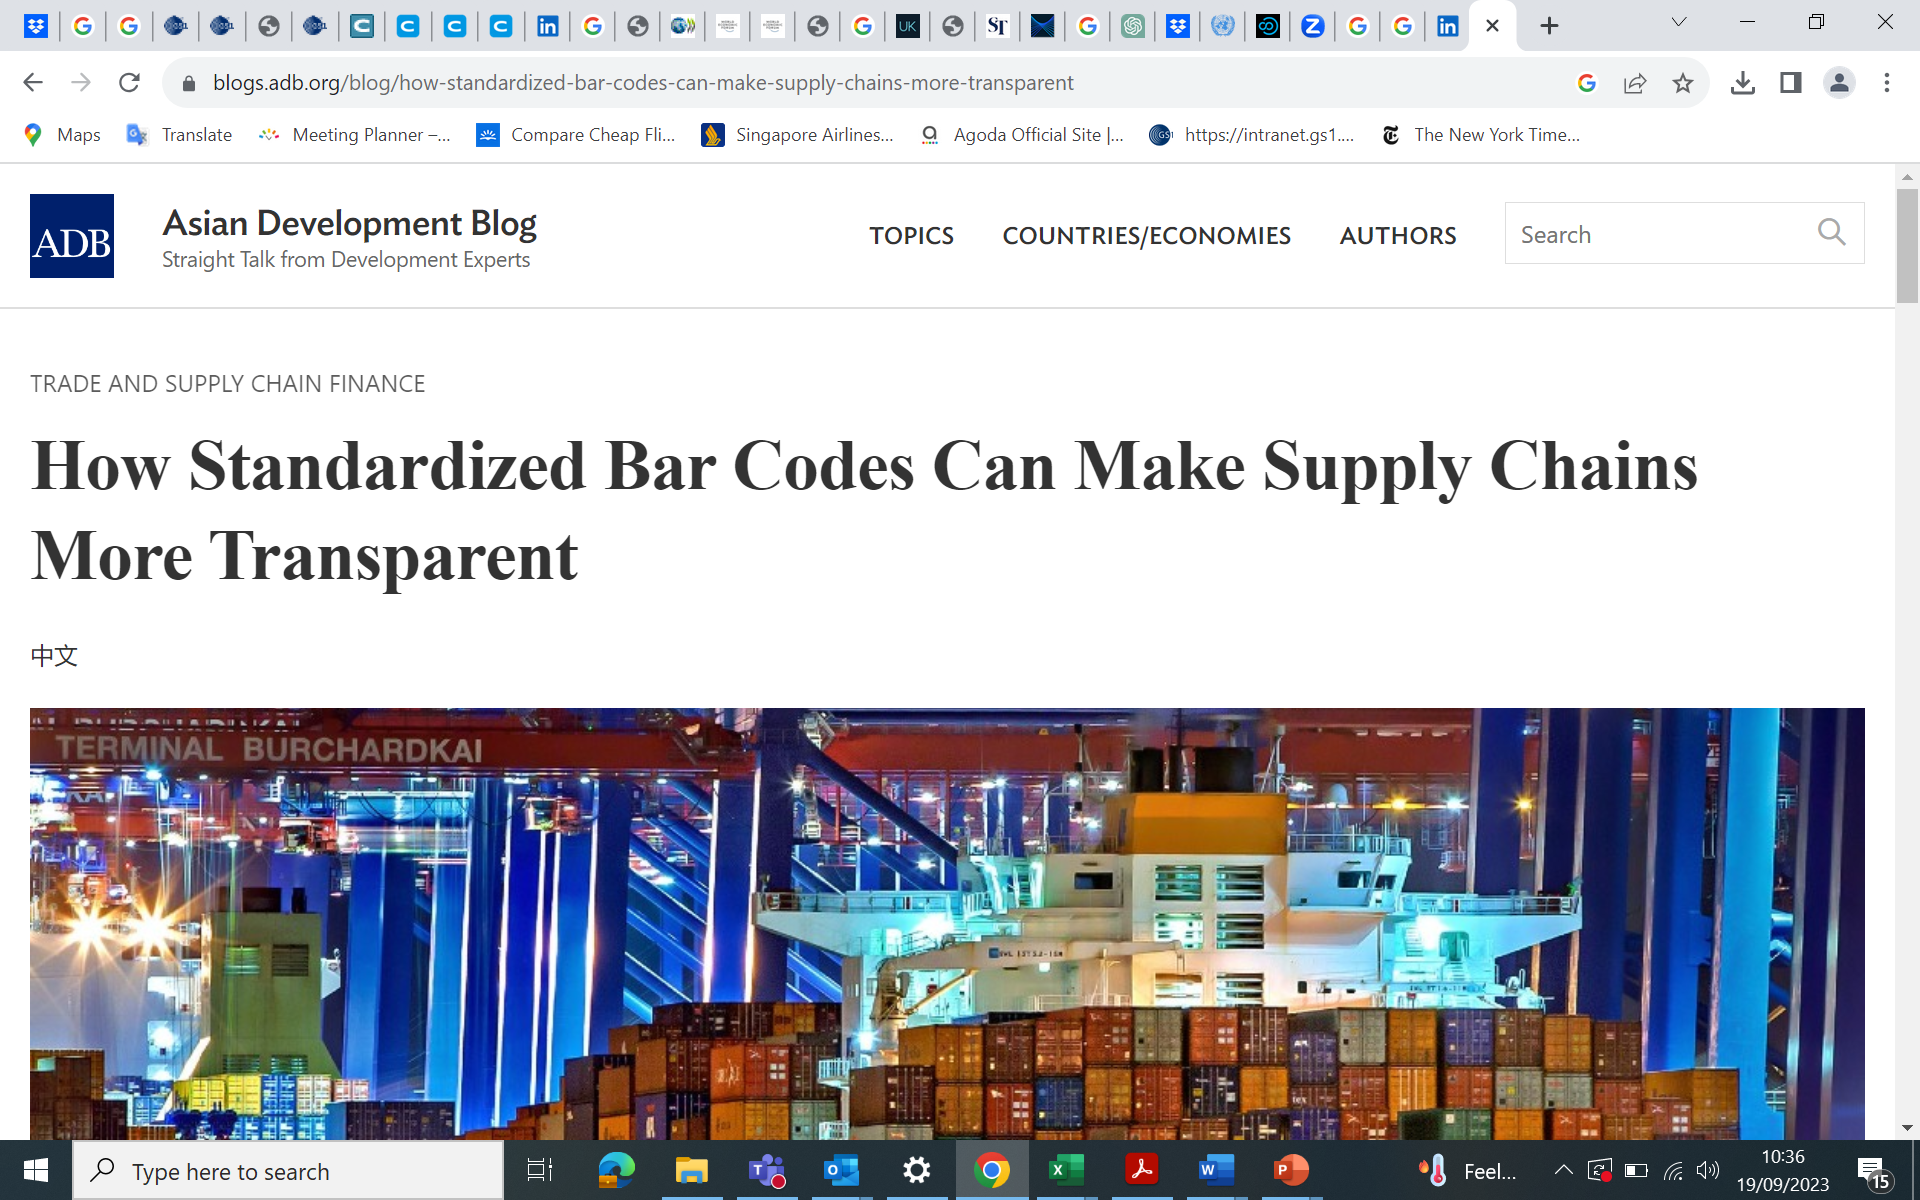 blogs.adb.org/blog/how-standardized-bar-codes-can-make-supply-chains-more-transparent
Maps
Translate
Meeting Planner –...
Compare Cheap Fli...
Singapore Airlines...
Agoda Official Site |...
https://intranet.gs1....
The New York Time...
ADB
Asian Development Blog
Straight Talk from Development Experts
TOPICS
COUNTRIES/ECONOMIES
AUTHORS
Search
TRADE AND SUPPLY CHAIN FINANCE
How Standardized Bar Codes Can Make Supply Chains
More Transparent
中文
TERMINAL BURCHARDKAI
Type here to search
Feel...
10:36
19/09/2023
15